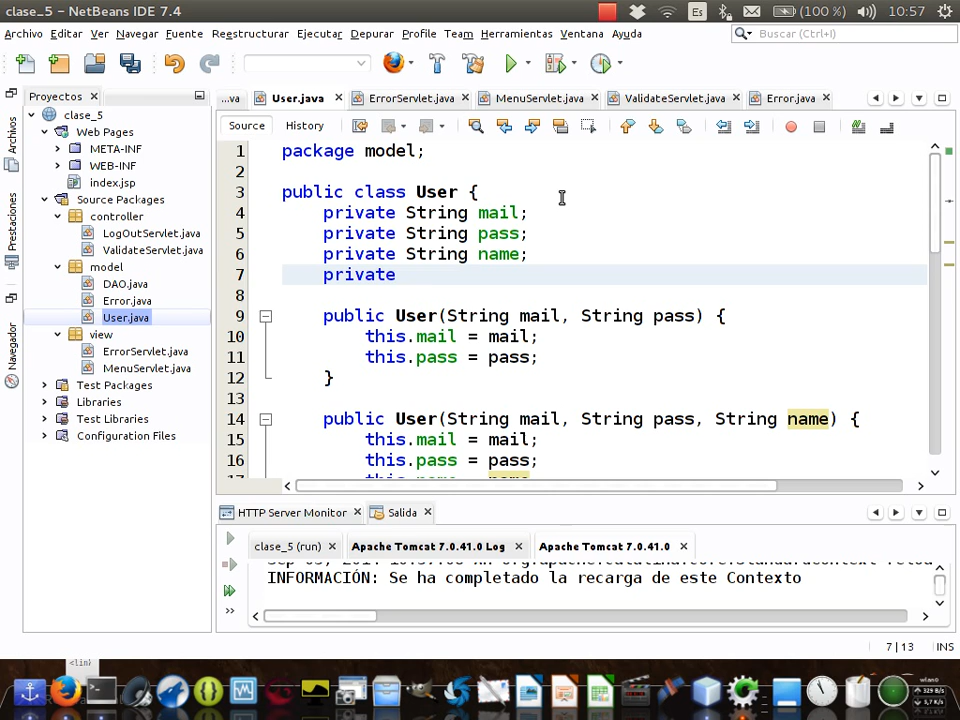 clase_5 - NetBeans IDE 7.4
Es
(100 %)
10:57
Archivo Editar Ver Navegar Fuente Reestructurar Ejecutar Depurar Profile Team Herramientas Ventana Ayuda
Buscar (Ctrl+I)
Proyectos
...va
User.java
ErrorServlet.java
MenuServlet.java
ValidateServlet.java
Error.java
Archivos
Prestaciones
Navegador
clase_5
Web Pages
META-INF
WEB-INF
index.jsp
Source Packages
controller
LogOutServlet.java
ValidateServlet.java
model
DAO.java
Error.java
User.java
view
ErrorServlet.java
MenuServlet.java
Test Packages
Libraries
Test Libraries
Configuration Files
Source History
1 package model;
2
3 public class User {
4 private String mail;
5 private String pass;
6 private String name;
7 private
8
9 public User(String mail, String pass) {
10 this.mail = mail;
11 this.pass = pass;
12 }
13
14 public User(String mail, String pass, String name) {
15 this.mail = mail;
16 this.pass = pass;
HTTP Server Monitor
Salida
clase_5 (run)
Apache Tomcat 7.0.41.0 Log
Apache Tomcat 7.0.41.0
INFORMACIÓN: Se ha completado la recarga de este Contexto
7 | 13 INS
<lin>
wlan0
329 B/s
3,7 K/s